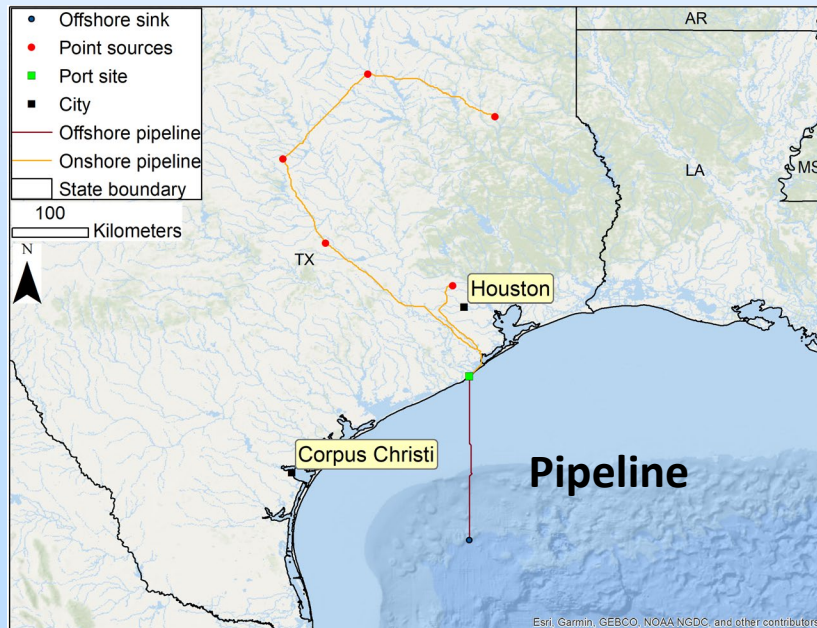 Offshore sink
Point sources
Port site
City
Offshore pipeline
Onshore pipeline
State boundary
100
Kilometers
N
AR
LA
MS
TX
Houston
Corpus Christi
Pipeline
Esri, Garmin, GEBCO, NOAA NGDC, and other contributors